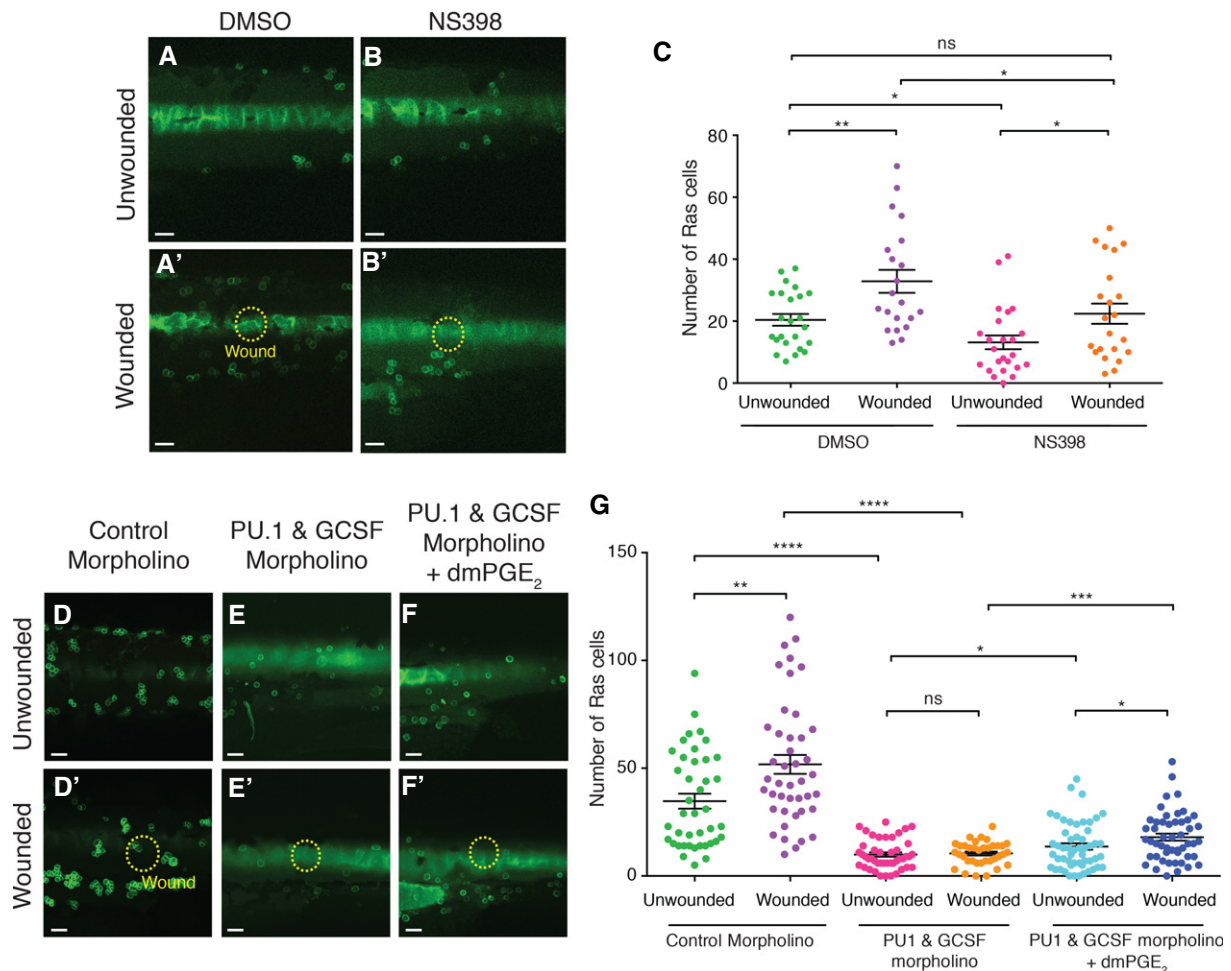 DMSO
NS398
Unwounded
A
B
Wounded
A'
Wound
B'
C
ns
*
*
**
*
Number of Ras cells
80
60
40
20
0
Unwounded
Wounded
Unwounded
Wounded
DMSO
NS398
Control
Morpholino
PU.1 & GCSF
Morpholino
PU.1 & GCSF
Morpholino
+ dmPGE2
Unwounded
D
E
F
Wounded
D'
Wound
E'
F'
G
****
****
**
***
*
ns
*
Number of Ras cells
150
100
50
0
Unwounded
Wounded
Unwounded
Wounded
Unwounded
Wounded
Control Morpholino
PU1 & GCSF
morpholino
PU1 & GCSF morpholino
+ dmPGE2